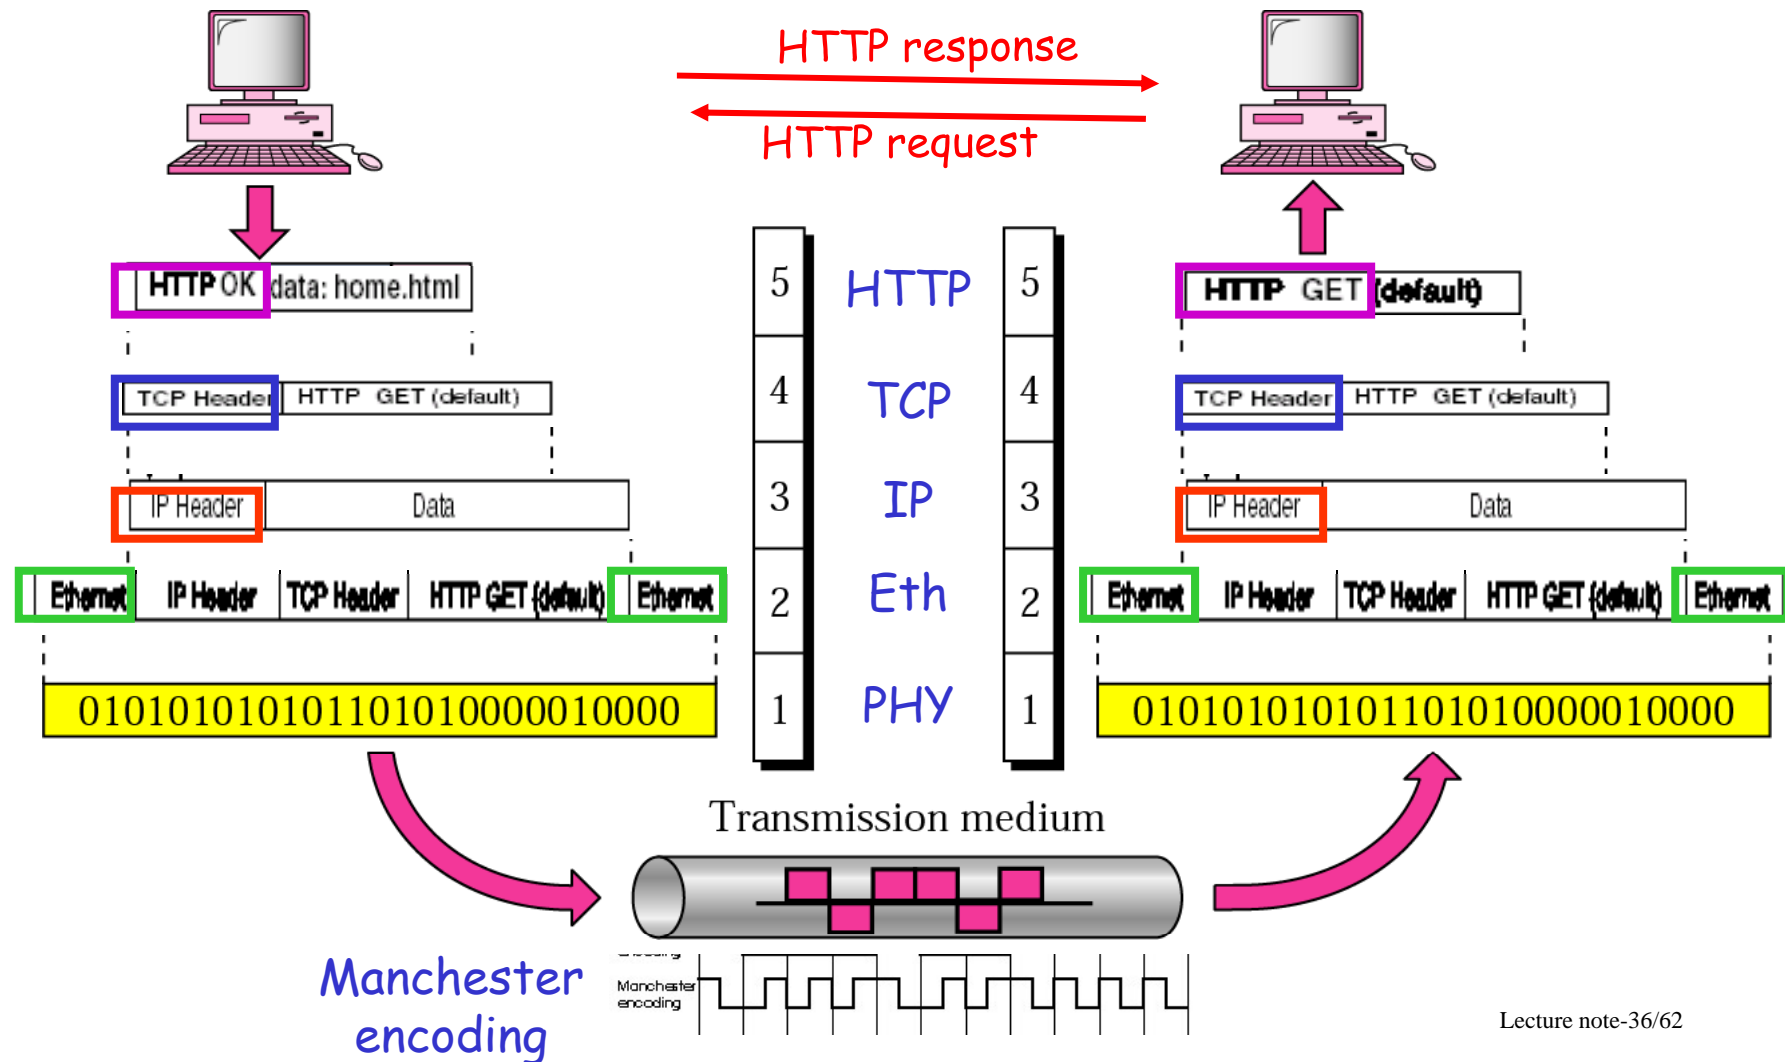 HTTP response
HTTP request
HTTP OK data: home.html
5 HTTP 5
HTTP GET (default)
TCP Header HTTP GET (default)
4 TCP 4
TCP Header HTTP GET (default)
IP Header Data
3 IP 3
IP Header Data
Ethernet IP Header TCP Header HTTP GET (default) Ethernet
2 Eth 2
Ethernet IP Header TCP Header HTTP GET (default) Ethernet
010101010101101010000010000
1 PHY 1
010101010101101010000010000
Transmission medium
Manchester
encoding
encoding
Manchester
encoding
Lecture note-36/62